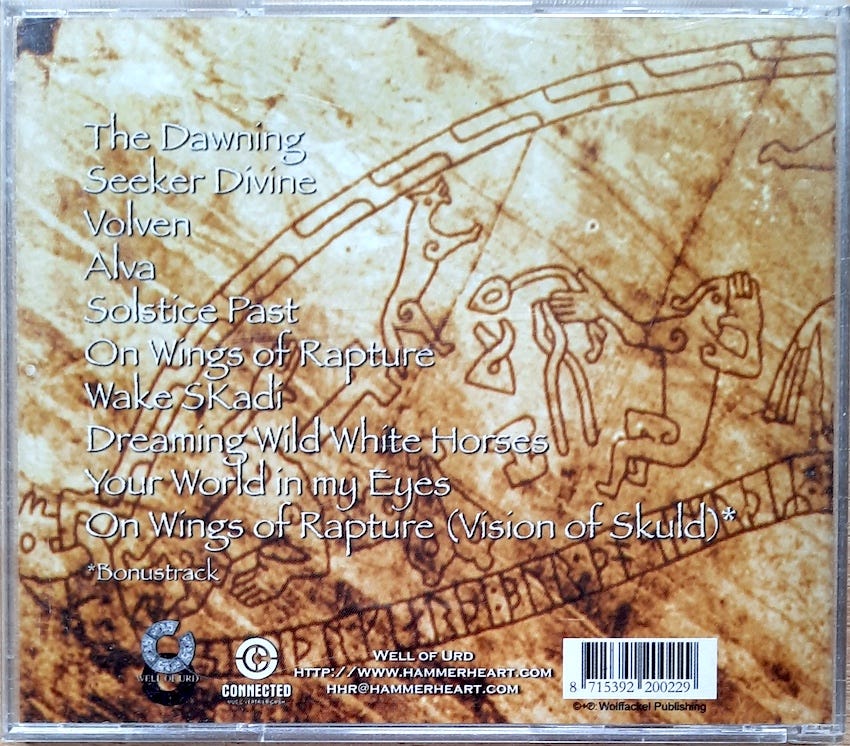 The Dawning
Seeker Divine
Volven
Alva
Solstice Past
On Wings of Rapture
Wake SKadi
Dreaming Wild White Horses
Your World in my Eyes
On Wings of Rapture (Vision of Skuld)*
*Bonustrack
WELL OF URD
CONNECTED
WELL OF URD
HTTP://WWW.HAMMERHEART.COM
HHR@HAMMERHEART.COM
8 715392 200229
©+℗: Wolffackel Publishing